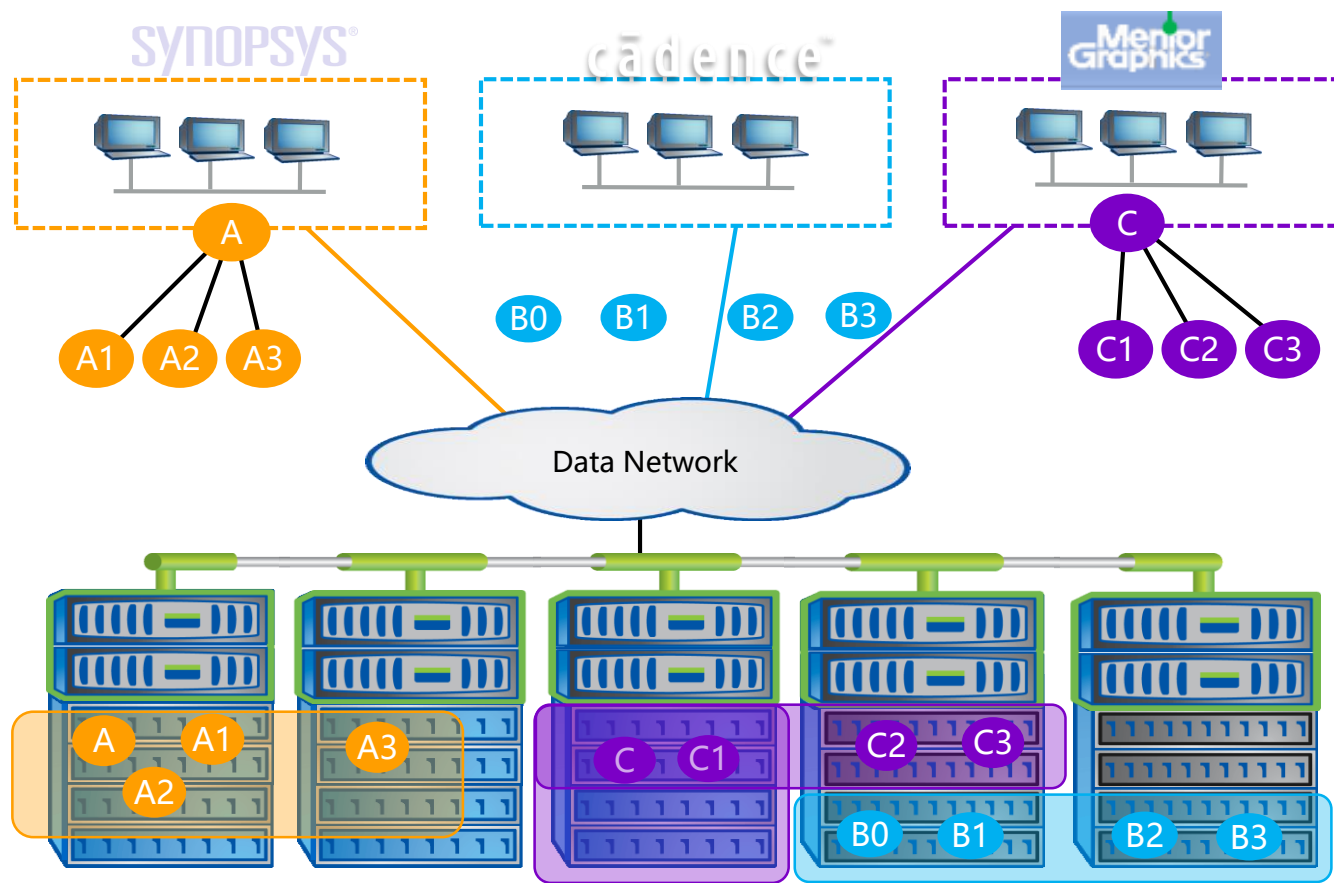 SYNOPSYS®
cādence™
Mentor
Graphics
A
C
B0 B1 B2 B3
A1 A2 A3
C1 C2 C3
Data Network
A A1 A3 C C1 C2 C3
A2
B0 B1 B2 B3